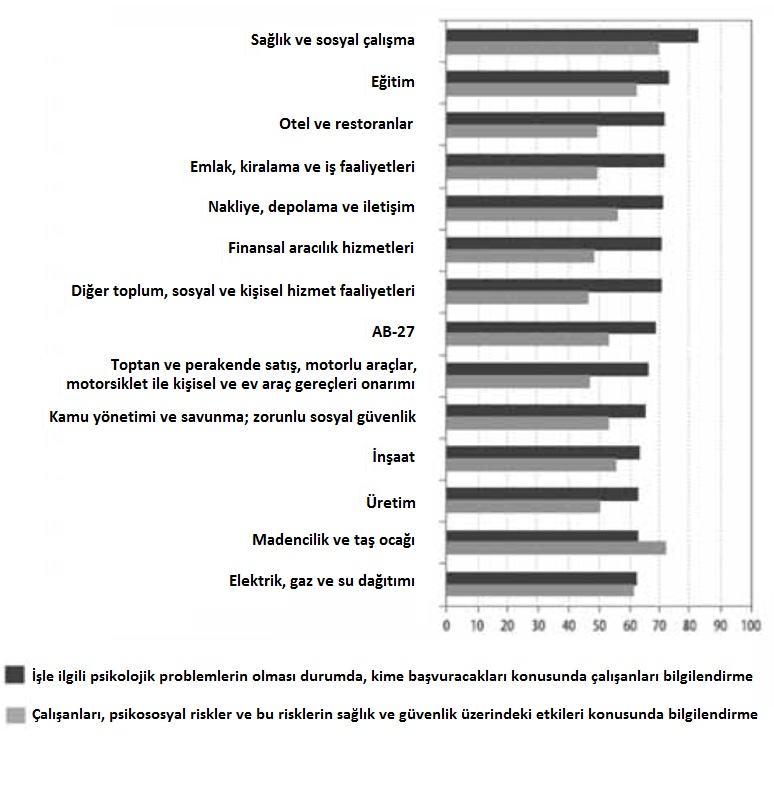 Sağlık ve sosyal çalışma
Eğitim
Otel ve restoranlar
Emlak, kiralama ve iş faaliyetleri
Nakliye, depolama ve iletişim
Finansal aracılık hizmetleri
Diğer toplum, sosyal ve kişisel hizmet faaliyetleri
AB-27
Toptan ve perakende satış, motorlu araçlar,
motorsiklet ile kişisel ve ev araç gereçleri onarımı
Kamu yönetimi ve savunma; zorunlu sosyal güvenlik
İnşaat
Üretim
Madencilik ve taş ocağı
Elektrik, gaz ve su dağıtımı
0 10 20 30 40 50 60 70 80 90 100
İşle ilgili psikolojik problemlerin olması durumda, kime başvuracakları konusunda çalışanları bilgilendirme
Çalışanları, psikososyal riskler ve bu risklerin sağlık ve güvenlik üzerindeki etkileri konusunda bilgilendirme